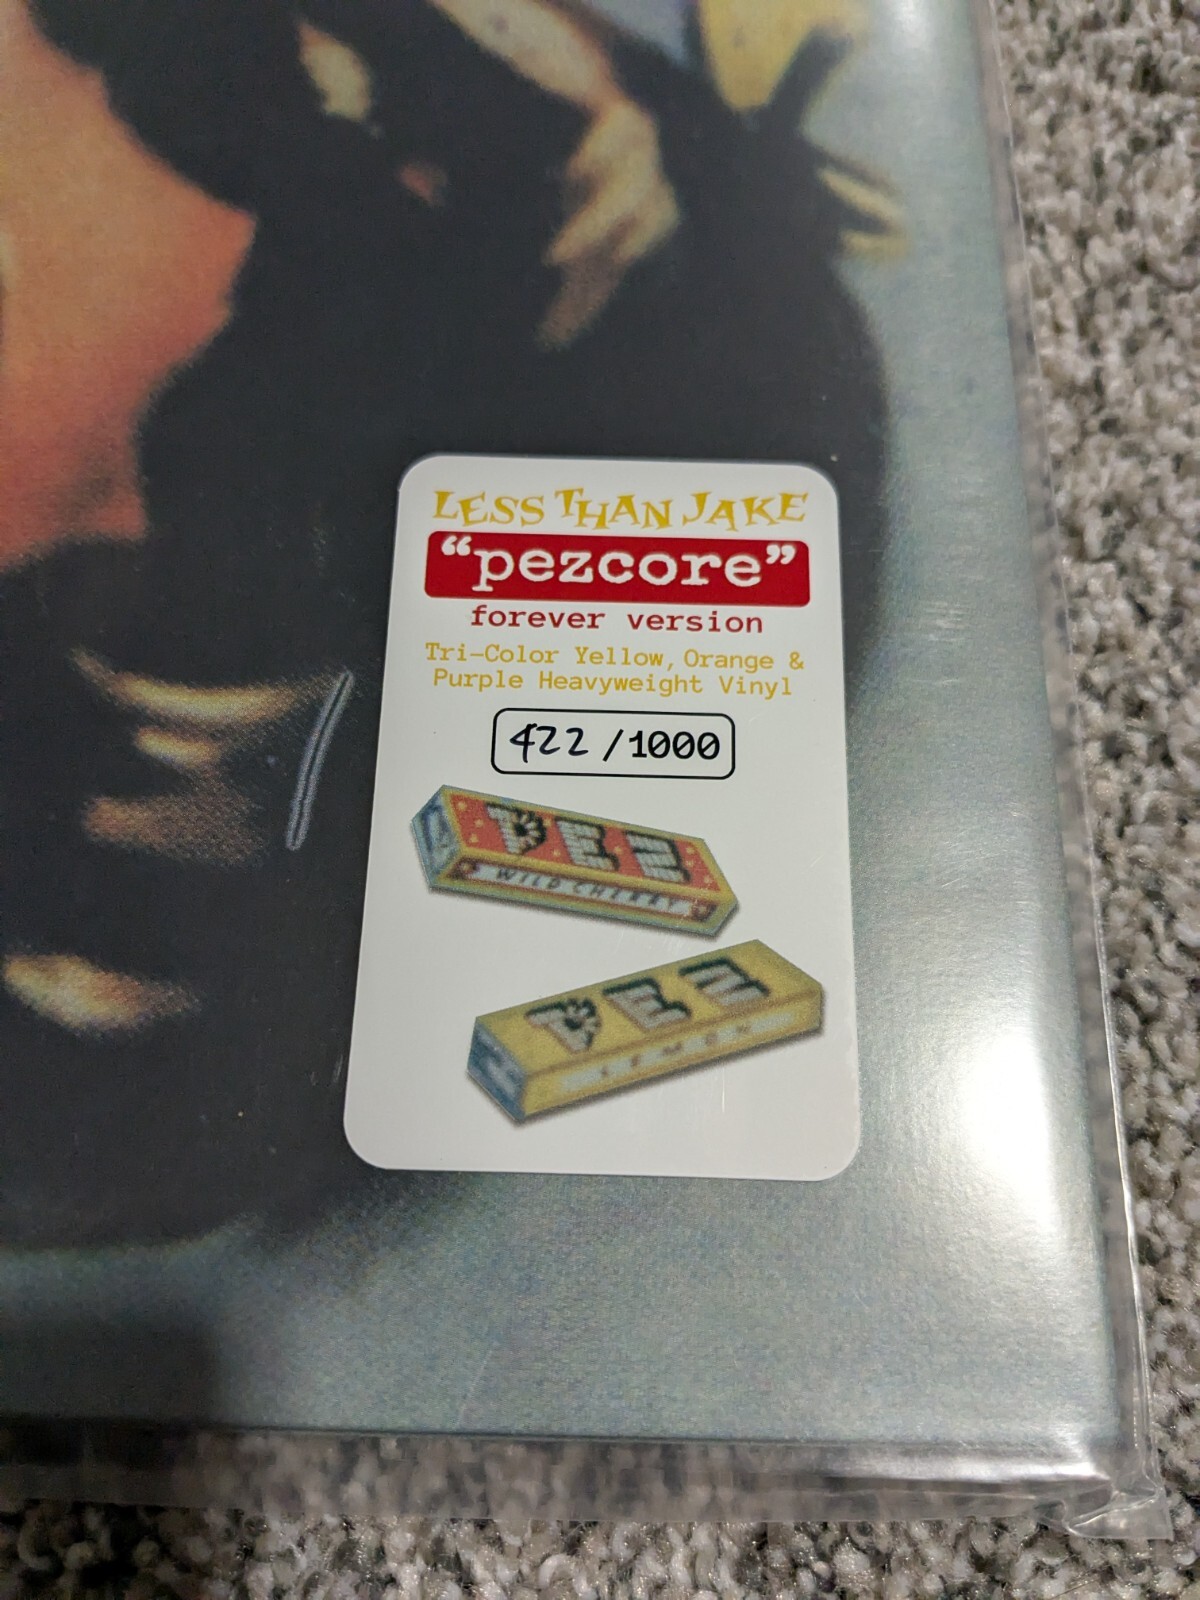 LESS THAN JAKE
"pezcore"
forever version
Tri-Color Yellow, Orange &
Purple Heavyweight Vinyl
422 /1000
PEZ
WILD CHERRY
PEZ
LEMON